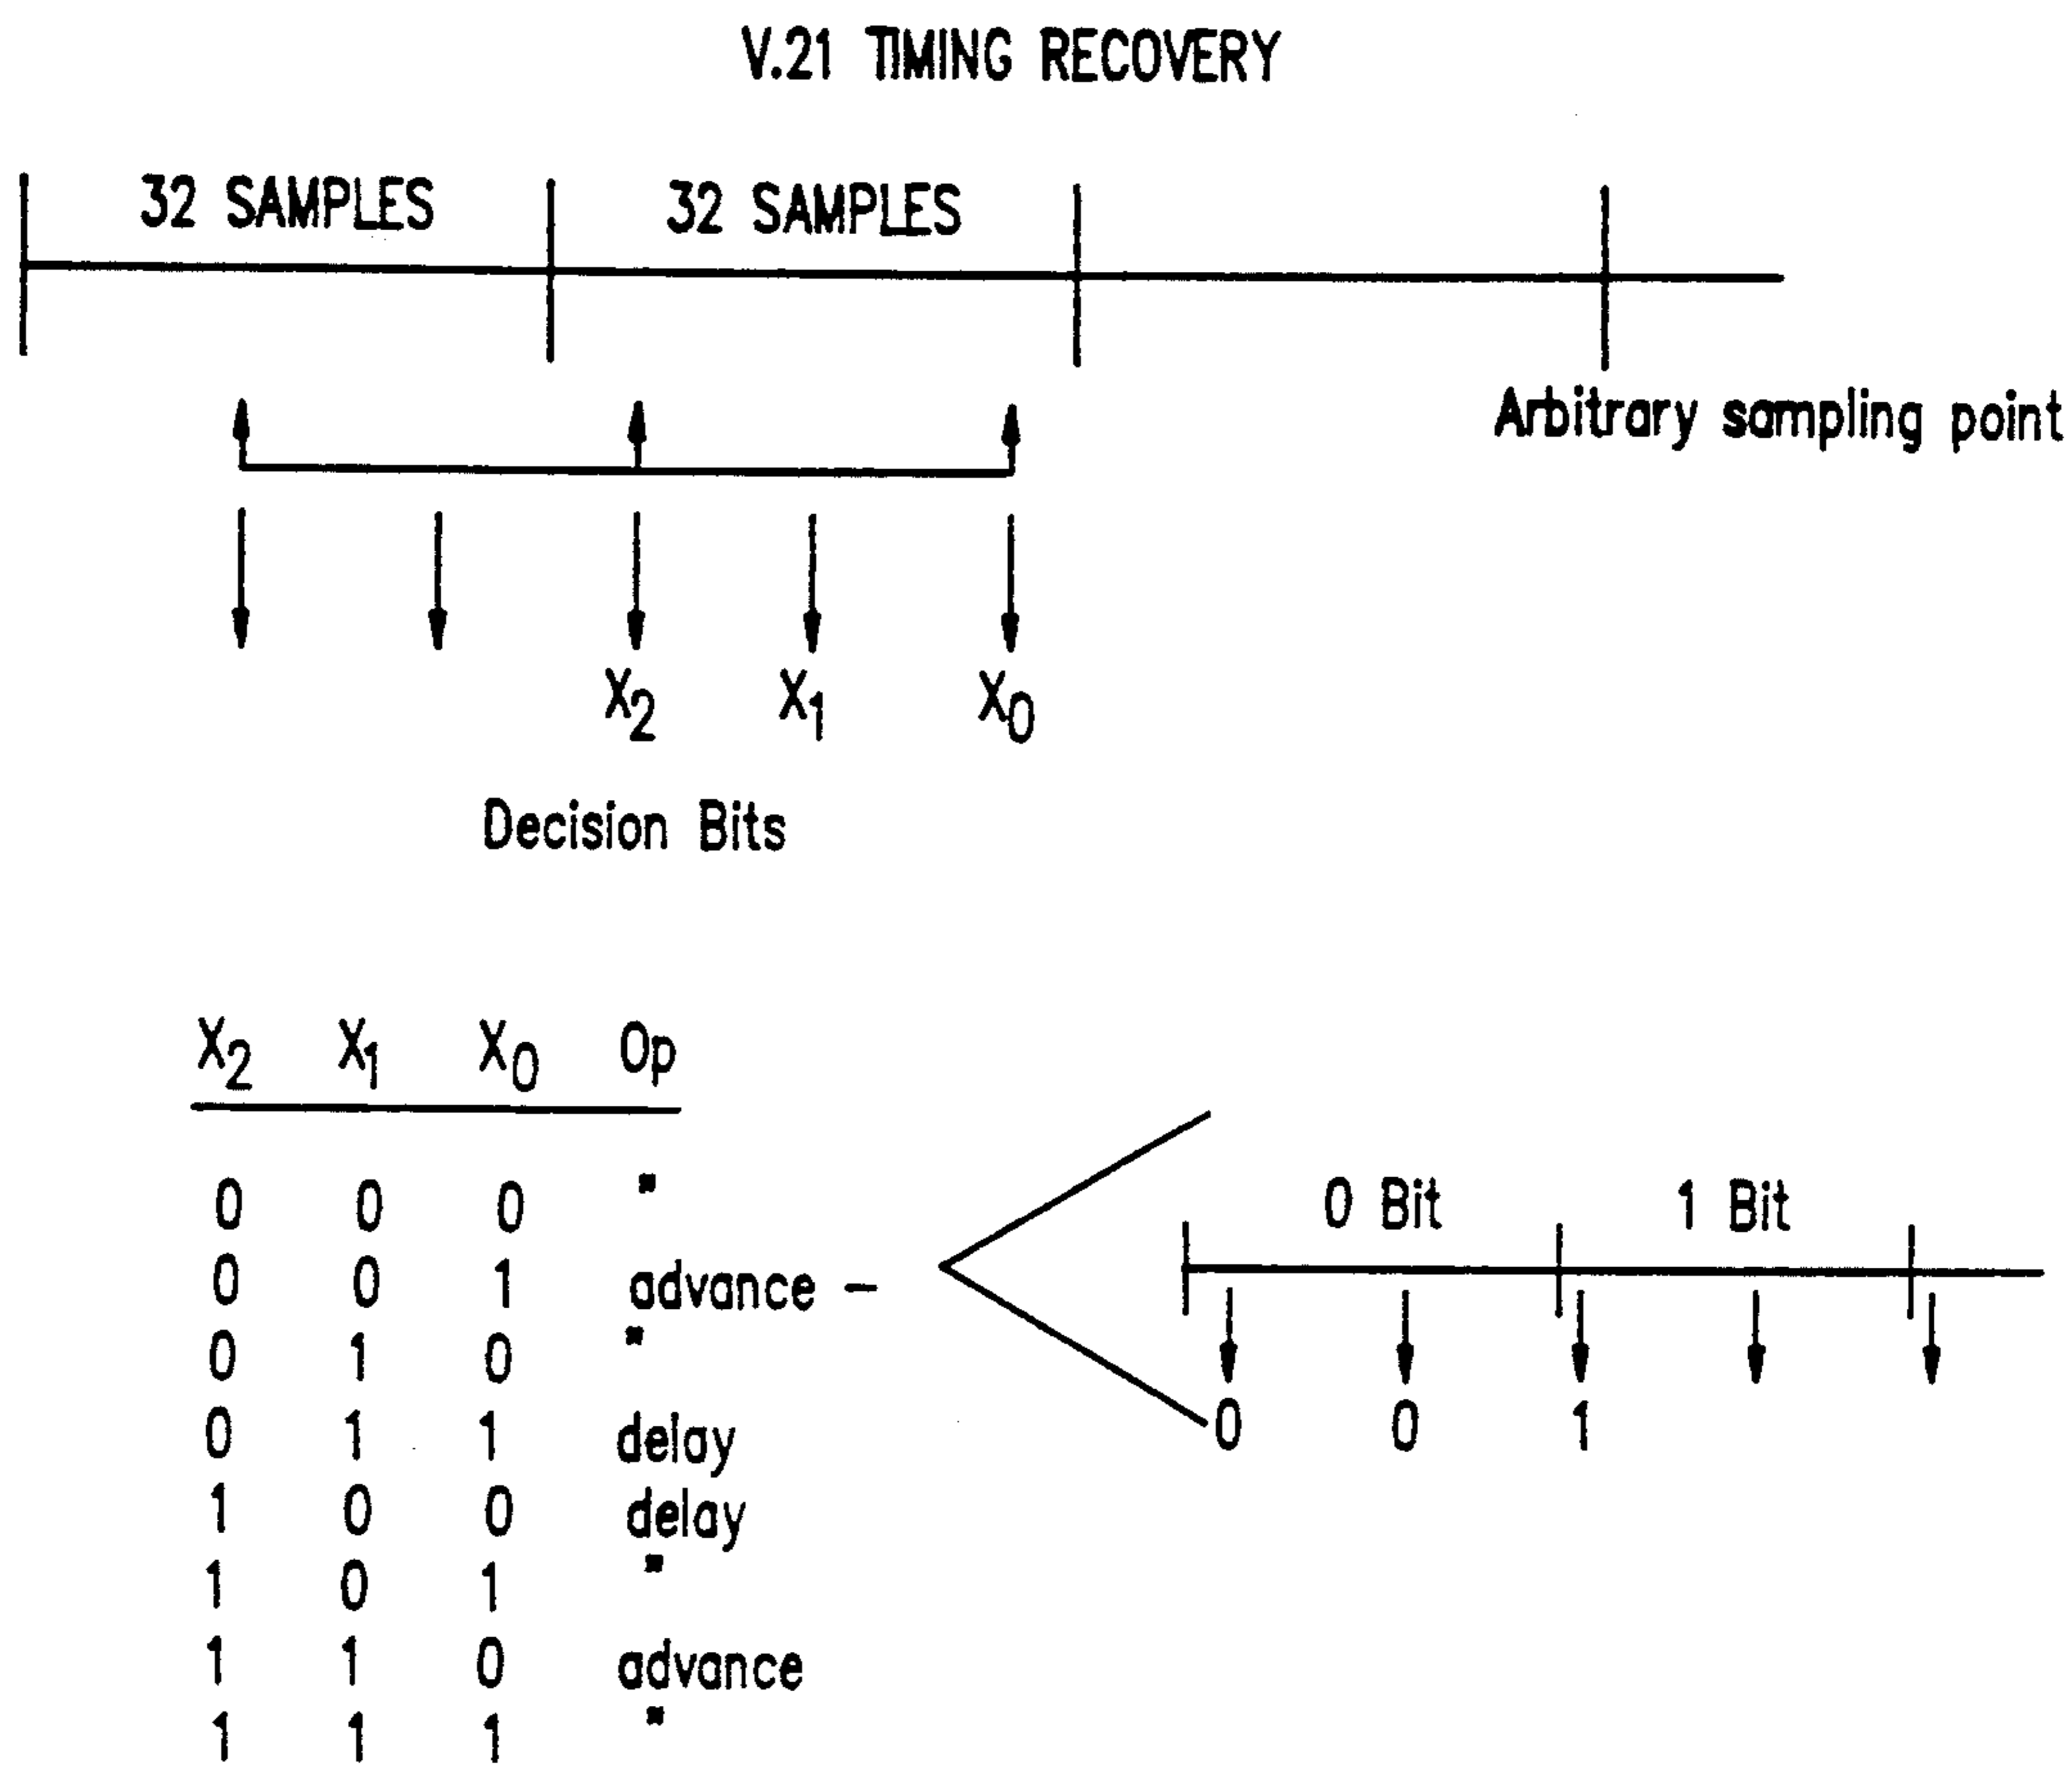 V.21 TIMING RECOVERY
32 SAMPLES 32 SAMPLES
Arbitrary sampling point
X2 X1 X0
Decision Bits
X2 X1 X0 Op
0 0 0 "
0 0 1 advance –
0 1 0 "
0 1 1 delay
1 0 0 delay
1 0 1 "
1 1 0 advance
1 1 1 "
0 Bit 1 Bit
0 0 1